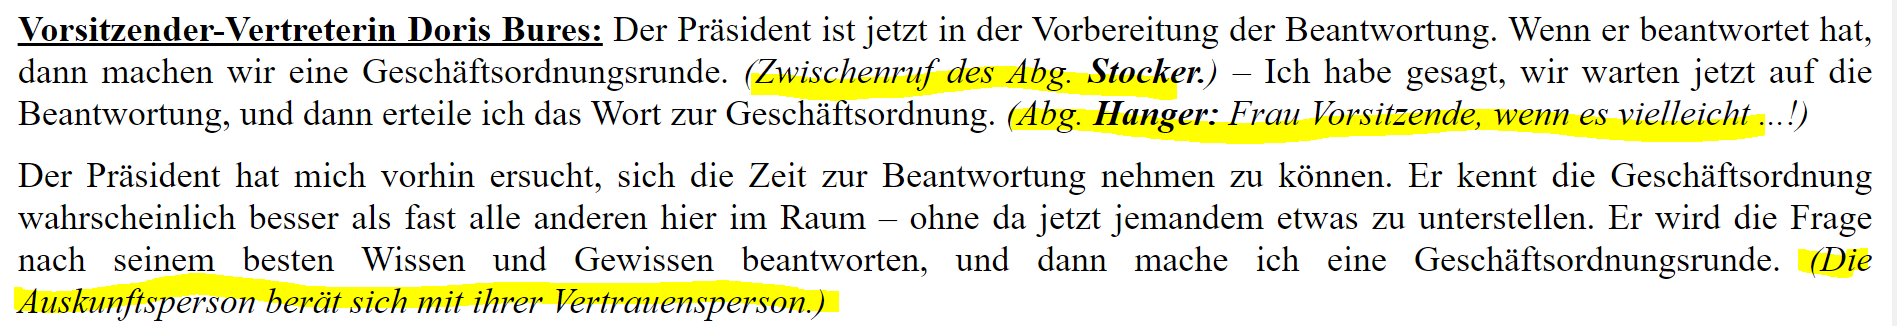 Vorsitzender-Vertreterin Doris Bures: Der Präsident ist jetzt in der Vorbereitung der Beantwortung. Wenn er beantwortet hat,
dann machen wir eine Geschäftsordnungsrunde. (Zwischenruf des Abg. Stocker.) – Ich habe gesagt, wir warten jetzt auf die
Beantwortung, und dann erteile ich das Wort zur Geschäftsordnung. (Abg. Hanger: Frau Vorsitzende, wenn es vielleicht ...!)
Der Präsident hat mich vorhin ersucht, sich die Zeit zur Beantwortung nehmen zu können. Er kennt die Geschäftsordnung
wahrscheinlich besser als fast alle anderen hier im Raum – ohne da jetzt jemandem etwas zu unterstellen. Er wird die Frage
nach seinem besten Wissen und Gewissen beantworten, und dann mache ich eine Geschäftsordnungsrunde. (Die
Auskunftsperson berät sich mit ihrer Vertrauensperson.)